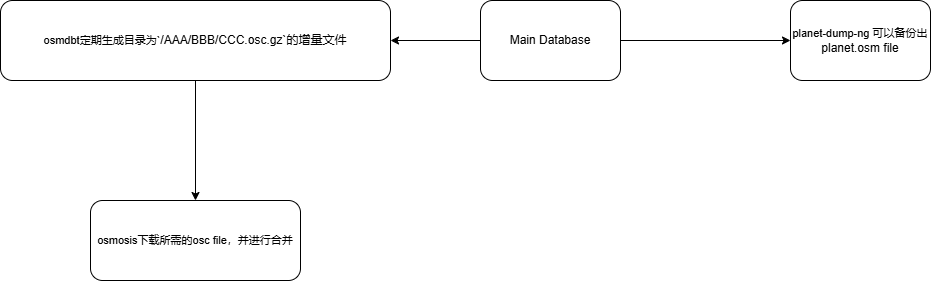 osmdbt定期生成目录为`/AAA/BBB/CCC.osc.gz`的增量文件
Main Database
planet-dump-ng 可以备份出
planet.osm file
osmosis下载所需的osc file，并进行合并